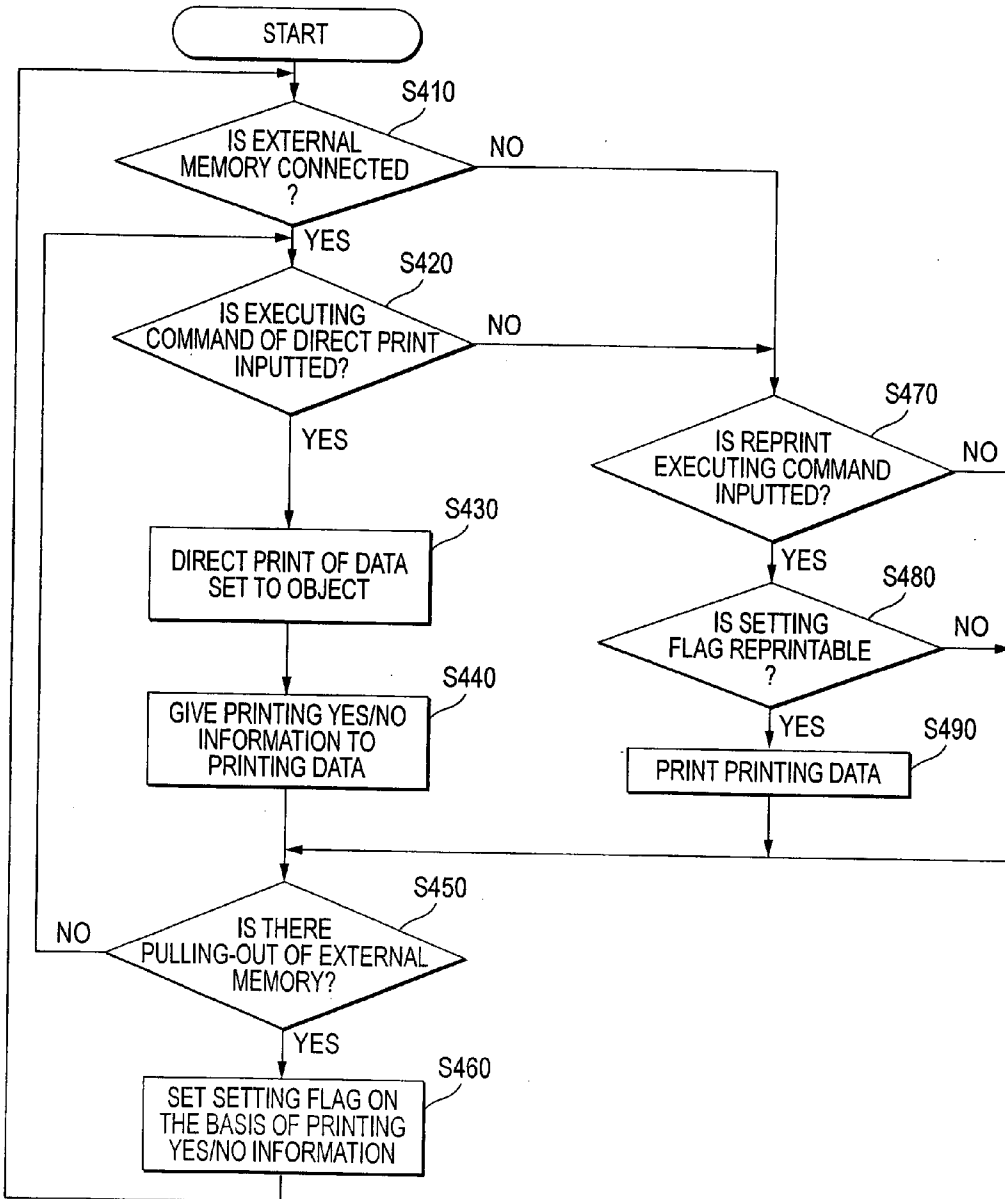 START
S410
IS EXTERNAL
MEMORY CONNECTED
?
NO
YES
S420
IS EXECUTING
COMMAND OF DIRECT PRINT
INPUTTED?
NO
YES
S470
IS REPRINT
EXECUTING COMMAND
INPUTTED?
NO
YES
S430
DIRECT PRINT OF DATA
SET TO OBJECT
S480
IS SETTING
FLAG REPRINTABLE
?
NO
YES
S440
GIVE PRINTING YES/NO
INFORMATION TO
PRINTING DATA
S490
PRINT PRINTING DATA
S450
IS THERE
PULLING-OUT OF EXTERNAL
MEMORY?
NO
YES
S460
SET SETTING FLAG ON
THE BASIS OF PRINTING
YES/NO INFORMATION